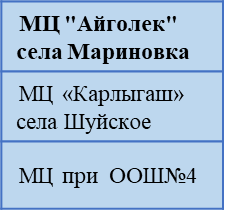 МЦ "Айголек"
села Мариновка
МЦ «Карлыгаш»
села Шуйское
МЦ при ООШ№4